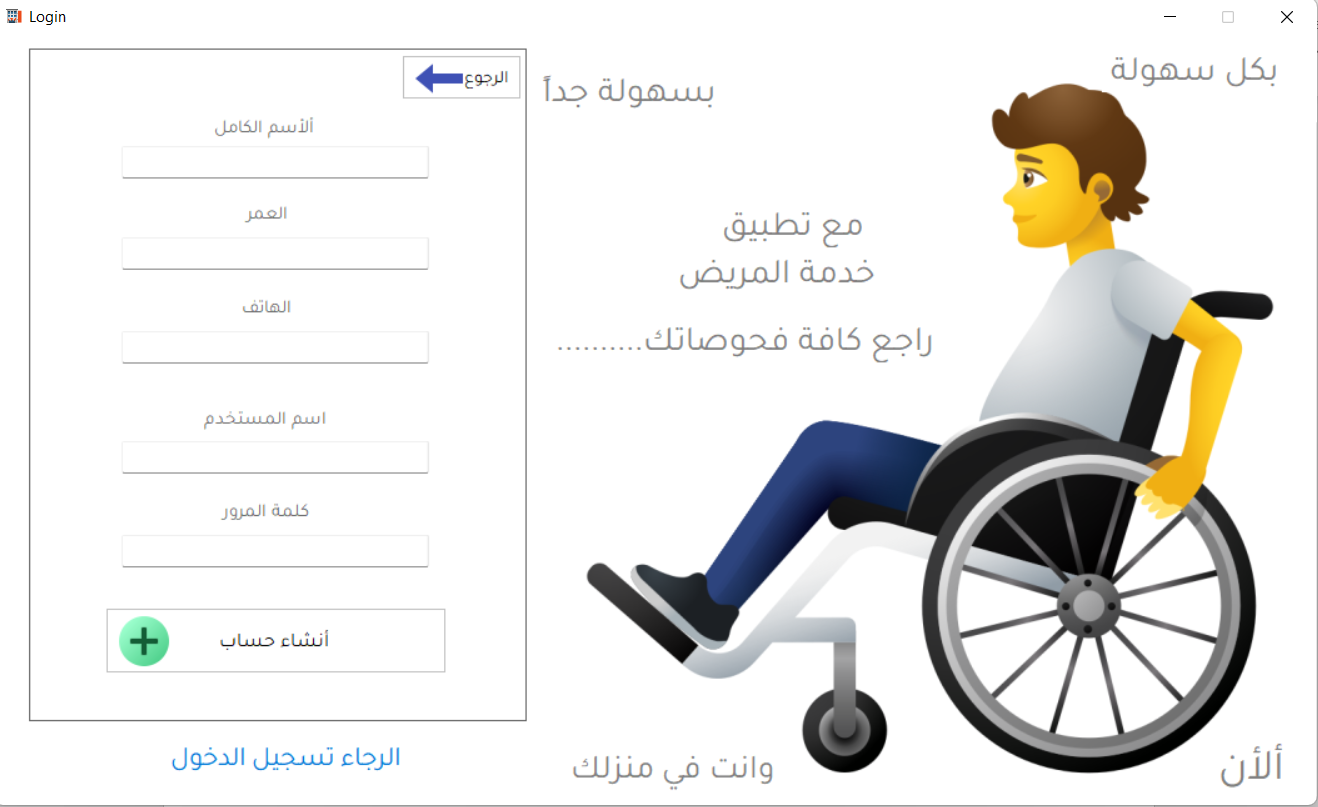 Login
الرجوع
ألأسم الكامل
العمر
الهاتف
اسم المستخدم
كلمة المرور
أنشاء حساب
الرجاء تسجيل الدخول
بكل سهولة
بسهولة جداً
مع تطبيق
خدمة المريض
راجع كافة فحوصاتك..........
وانت في منزلك
ألأن